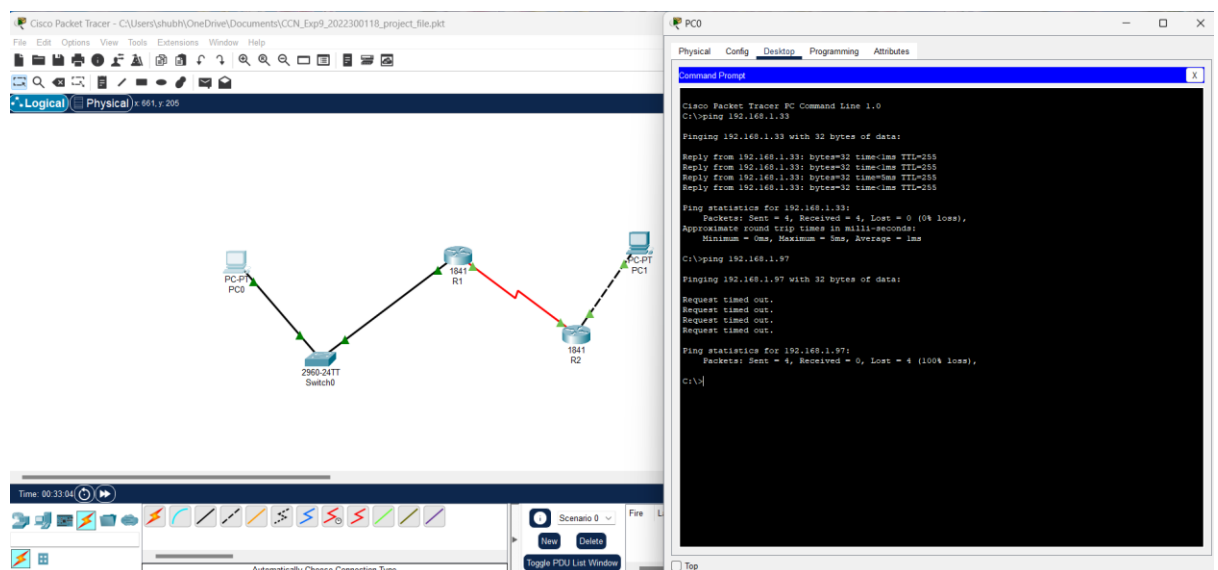 Cisco Packet Tracer - C:\Users\shubh\OneDrive\Documents\CCN_Exp9_2022300118_project_file.pkt
File Edit Options View Tools Extensions Window Help
Logical Physical x: 661, y: 205
PC-PT
PC0
2960-24TT
Switch0
1841
R1
1841
R2
PC-PT
PC1
Time: 00:33:04
Scenario 0
Fire
New Delete
Toggle PDU List Window
Automatically Choose Connection Type
PC0
Physical Config Desktop Programming Attributes
Command Prompt
X
Cisco Packet Tracer PC Command Line 1.0
C:\>ping 192.168.1.33
Pinging 192.168.1.33 with 32 bytes of data:
Reply from 192.168.1.33: bytes=32 time<1ms TTL=255
Reply from 192.168.1.33: bytes=32 time<1ms TTL=255
Reply from 192.168.1.33: bytes=32 time=5ms TTL=255
Reply from 192.168.1.33: bytes=32 time<1ms TTL=255
Ping statistics for 192.168.1.33:
Packets: Sent = 4, Received = 4, Lost = 0 (0% loss),
Approximate round trip times in milli-seconds:
Minimum = 0ms, Maximum = 5ms, Average = 1ms
C:\>ping 192.168.1.97
Pinging 192.168.1.97 with 32 bytes of data:
Request timed out.
Request timed out.
Request timed out.
Request timed out.
Ping statistics for 192.168.1.97:
Packets: Sent = 4, Received = 0, Lost = 4 (100% loss),
C:\>
Top